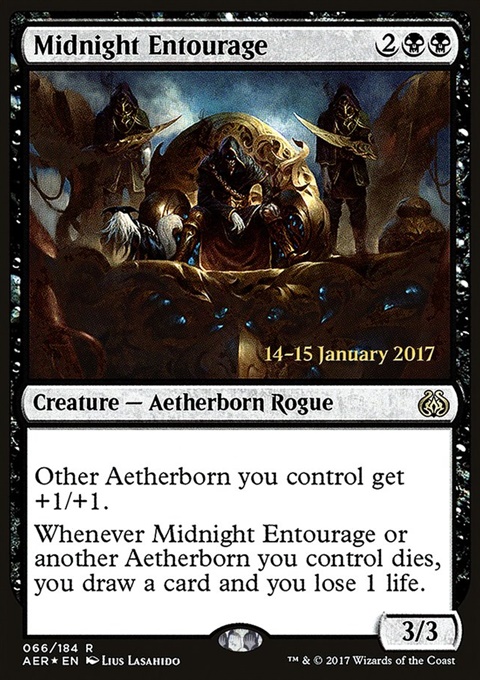 Midnight Entourage 2
14–15 January 2017
Creature — Aetherborn Rogue
Other Aetherborn you control get
+1/+1.
Whenever Midnight Entourage or
another Aetherborn you control dies,
you draw a card and you lose 1 life.
3/3
066/184 R
AER★EN Lius Lasahido
™ & © 2017 Wizards of the Coast